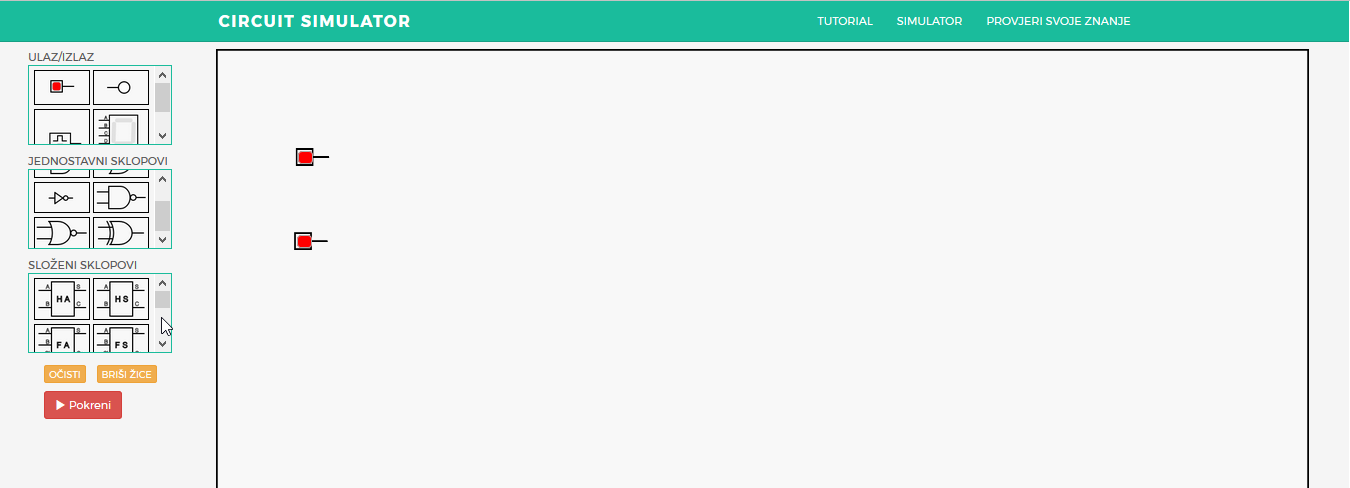 CIRCUIT SIMULATOR
TUTORIAL SIMULATOR PROVJERI SVOJE ZNANJE
ULAZ/IZLAZ
A
B
C
D
JEDNOSTAVNI SKLOPOVI
SLOŽENI SKLOPOVI
A S A S
HA HS
B C B C
A S A S
B FA B FS
OČISTI BRIŠI ŽICE
Pokreni